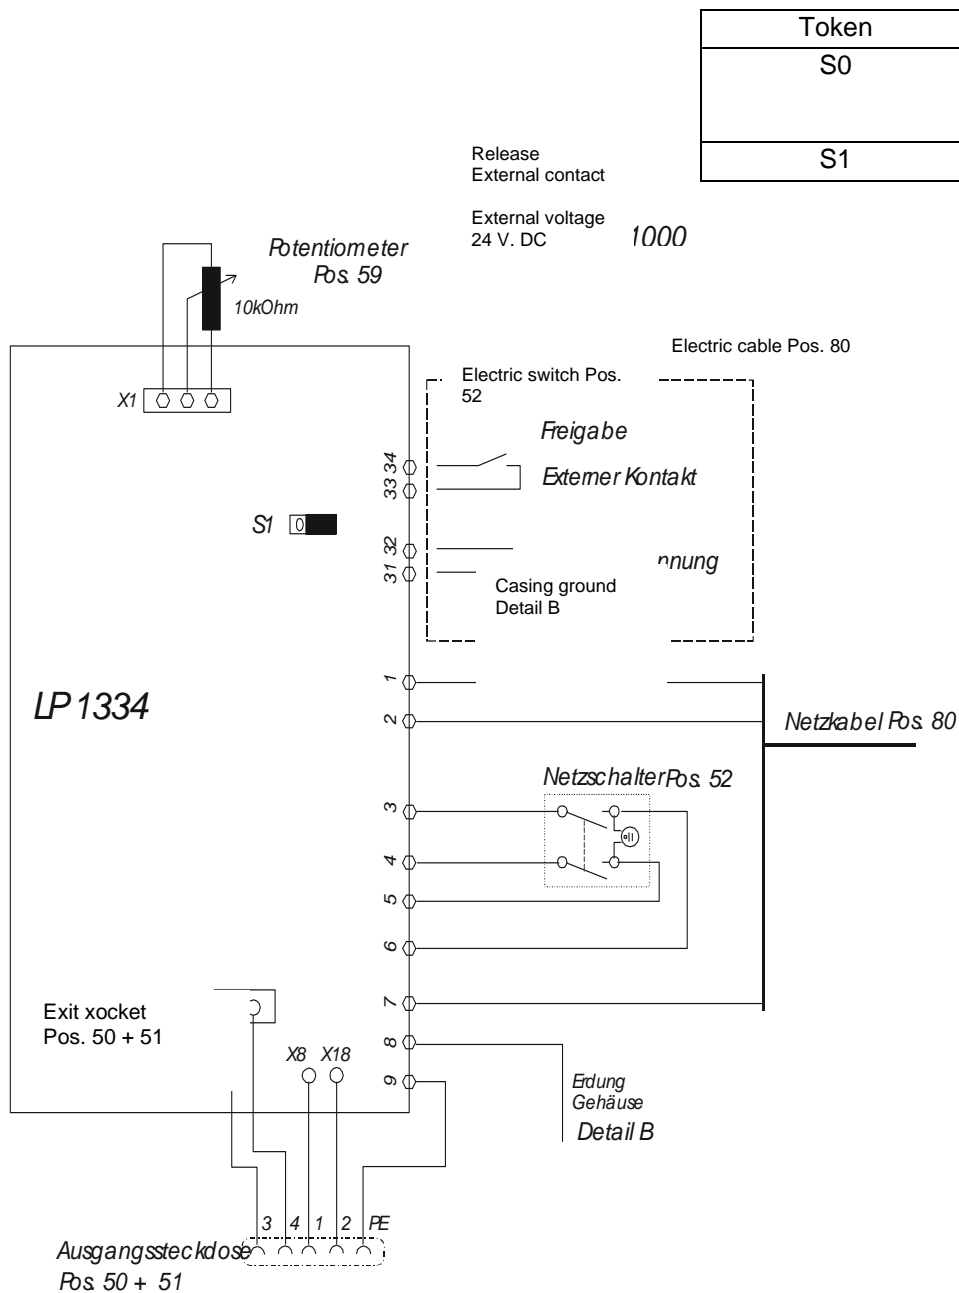 Token
S0
S1
Release
External contact
External voltage
24 V. DC
1000
Potentiometer
Pos. 59
10kOhm
Electric cable Pos. 80
Electric switch Pos.
52
X1
Freigabe
34
33
Externer Kontakt
S1
32
31
nnung
Casing ground
Detail B
LP 1334
1
2
Netzkabel Pos. 80
Netzschalter Pos. 52
3
4
5
6
7
Exit xocket
Pos. 50 + 51
8
X8 X18
9
Erdung
Gehäuse
Detail B
3 4 1 2 PE
Ausgangssteckdose
Pos. 50 + 51